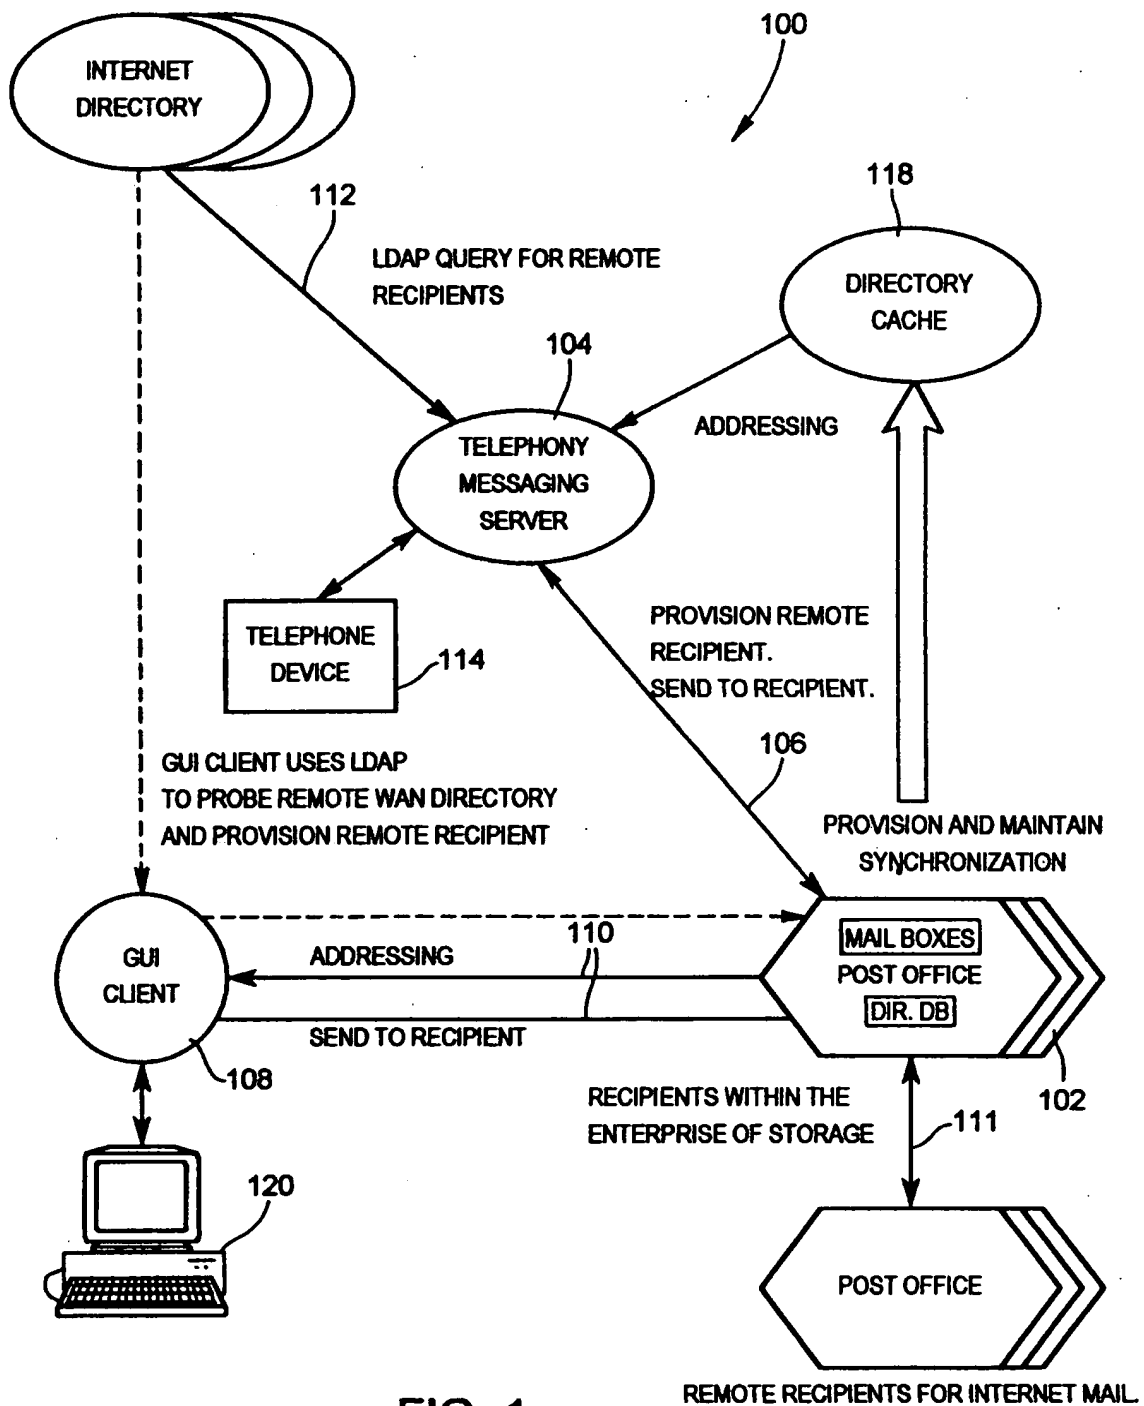 100
INTERNET
DIRECTORY
112
118
LDAP QUERY FOR REMOTE
RECIPIENTS
DIRECTORY
CACHE
104
ADDRESSING
TELEPHONY
MESSAGING
SERVER
PROVISION REMOTE
RECIPIENT.
SEND TO RECIPIENT.
TELEPHONE
DEVICE
114
106
GUI CLIENT USES LDAP
TO PROBE REMOTE WAN DIRECTORY
AND PROVISION REMOTE RECIPIENT
PROVISION AND MAINTAIN
SYNCHRONIZATION
110
GUI
CLIENT
ADDRESSING
MAIL BOXES
POST OFFICE
DIR. DB
SEND TO RECIPIENT
108
102
RECIPIENTS WITHIN THE
ENTERPRISE OF STORAGE
111
120
POST OFFICE
REMOTE RECIPIENTS FOR INTERNET MAIL.
FIG. 1